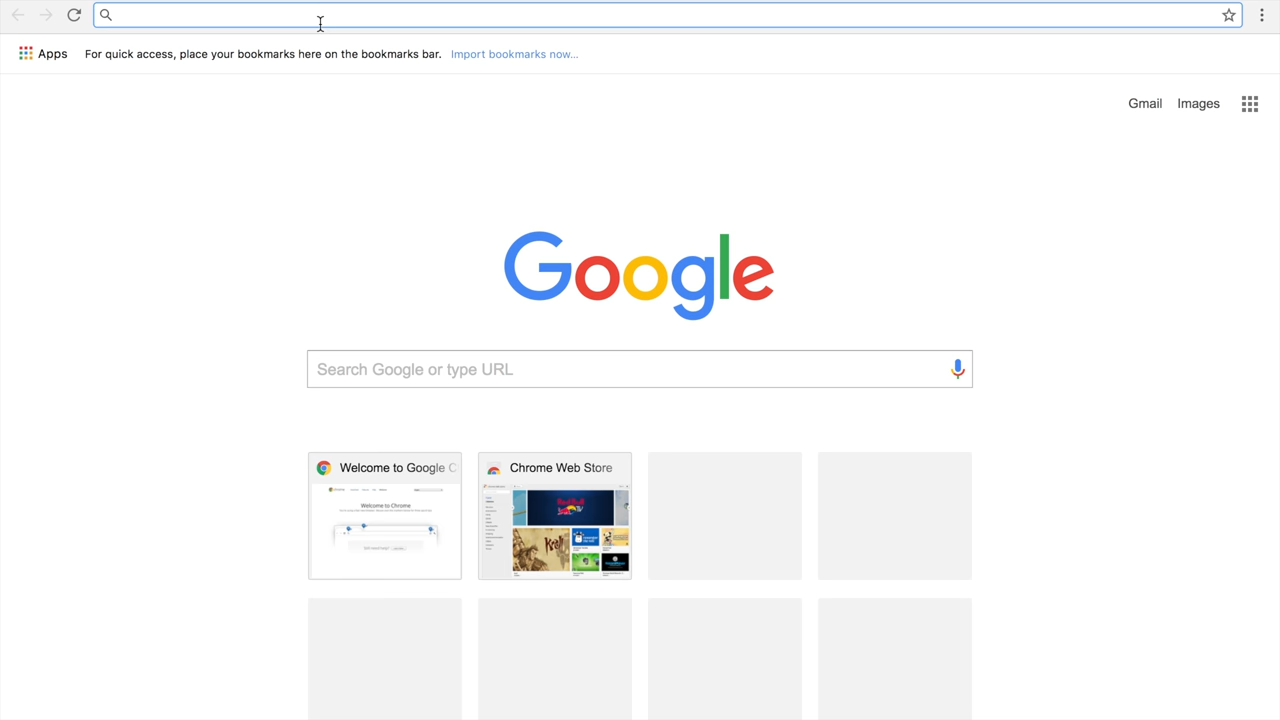 Apps For quick access, place your bookmarks here on the bookmarks bar. Import bookmarks now...
Gmail Images
Google
Search Google or type URL
Welcome to Google C
Chrome Web Store
Welcome to Chrome